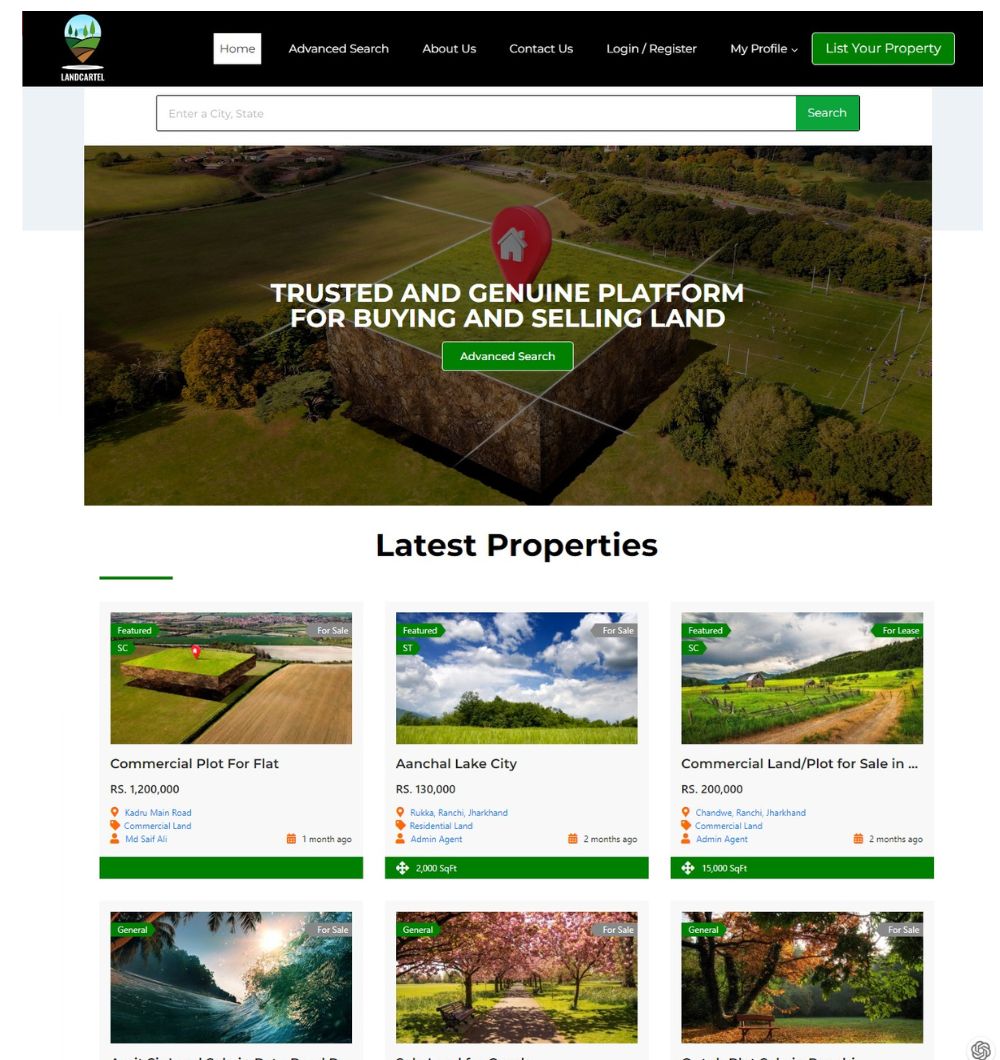 LANDCARTEL
Home
Advanced Search
About Us
Contact Us
Login / Register
My Profile
List Your Property
Enter a City, State
Search
TRUSTED AND GENUINE PLATFORM
FOR BUYING AND SELLING LAND
Advanced Search
Latest Properties
Featured
For Sale
SC
Commercial Plot For Flat
RS. 1,200,000
Kadru Main Road
Commercial Land
Md Saif Ali
1 month ago
Featured
For Sale
ST
Aanchal Lake City
RS. 130,000
Rukka, Ranchi, Jharkhand
Residential Land
Admin Agent
2 months ago
2,000 SqFt
Featured
For Lease
SC
Commercial Land/Plot for Sale in ...
RS. 200,000
Chandwe, Ranchi, Jharkhand
Commercial Land
Admin Agent
2 months ago
15,000 SqFt
General
For Sale
General
For Sale
General
For Sale